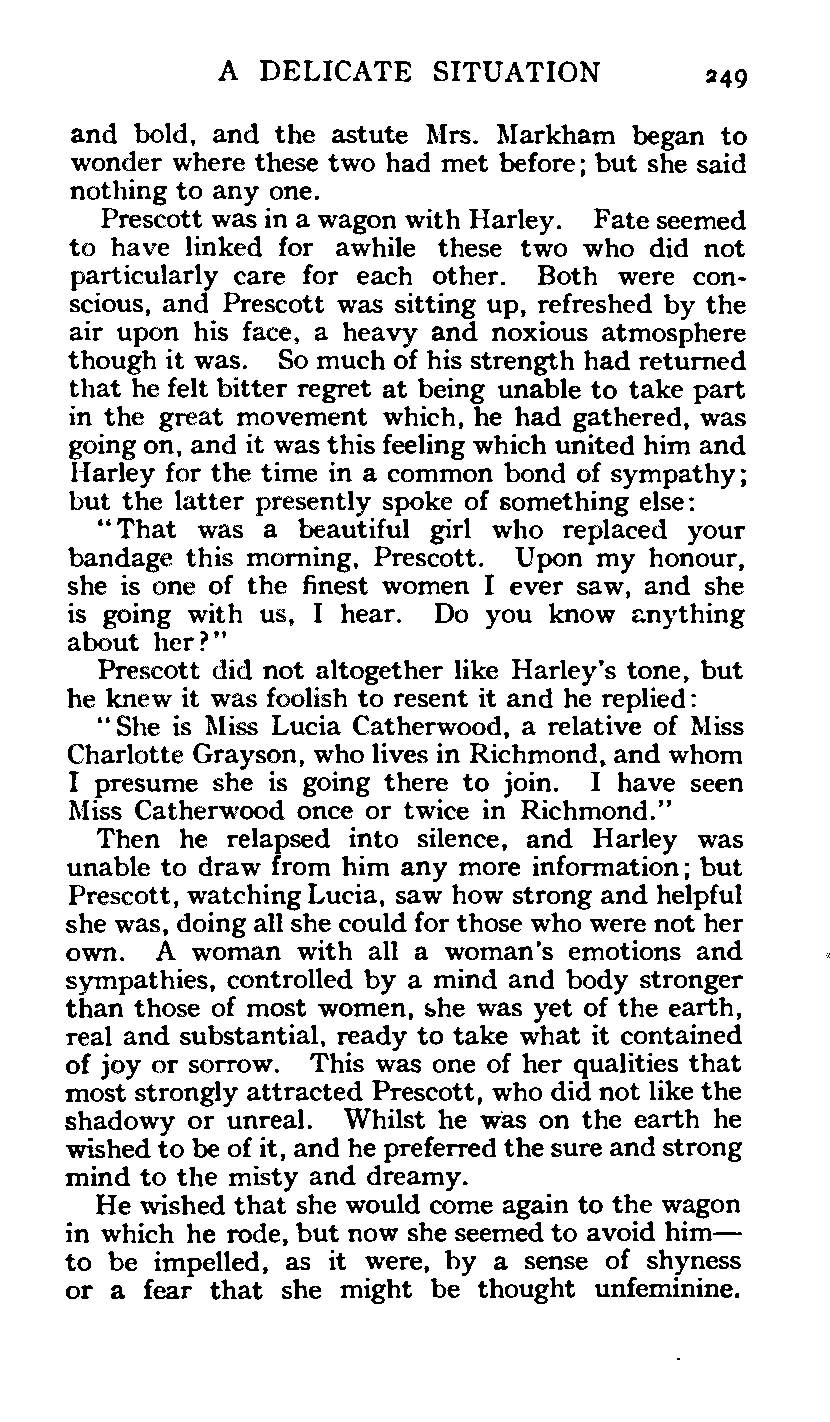 A DELICATE SITUATION 249
and bold, and the astute Mrs. Markham began to
wonder where these two had met before; but she said
nothing to any one.
Prescott was in a wagon with Harley. Fate seemed
to have linked for awhile these two who did not
particularly care for each other. Both were con-
scious, and Prescott was sitting up, refreshed by the
air upon his face, a heavy and noxious atmosphere
though it was. So much of his strength had returned
that he felt bitter regret at being unable to take part
in the great movement which, he had gathered, was
going on, and it was this feeling which united him and
Harley for the time in a common bond of sympathy;
but the latter presently spoke of something else:
"That was a beautiful girl who replaced your
bandage this morning, Prescott. Upon my honour,
she is one of the finest women I ever saw, and she
is going with us, I hear. Do you know anything
about her?"
Prescott did not altogether like Harley's tone, but
he knew it was foolish to resent it and he replied:
"She is Miss Lucia Catherwood, a relative of Miss
Charlotte Grayson, who lives in Richmond, and whom
I presume she is going there to join. I have seen
Miss Catherwood once or twice in Richmond."
Then he relapsed into silence, and Harley was
unable to draw from him any more information; but
Prescott, watching Lucia, saw how strong and helpful
she was, doing all she could for those who were not her
own. A woman with all a woman's emotions and
sympathies, controlled by a mind and body stronger
than those of most women, she was yet of the earth,
real and substantial, ready to take what it contained
of joy or sorrow. This was one of her qualities that
most strongly attracted Prescott, who did not like the
shadowy or unreal. Whilst he was on the earth he
wished to be of it, and he preferred the sure and strong
mind to the misty and dreamy.
He wished that she would come again to the wagon
in which he rode, but now she seemed to avoid him—
to be impelled, as it were, by a sense of shyness
or a fear that she might be thought unfeminine.